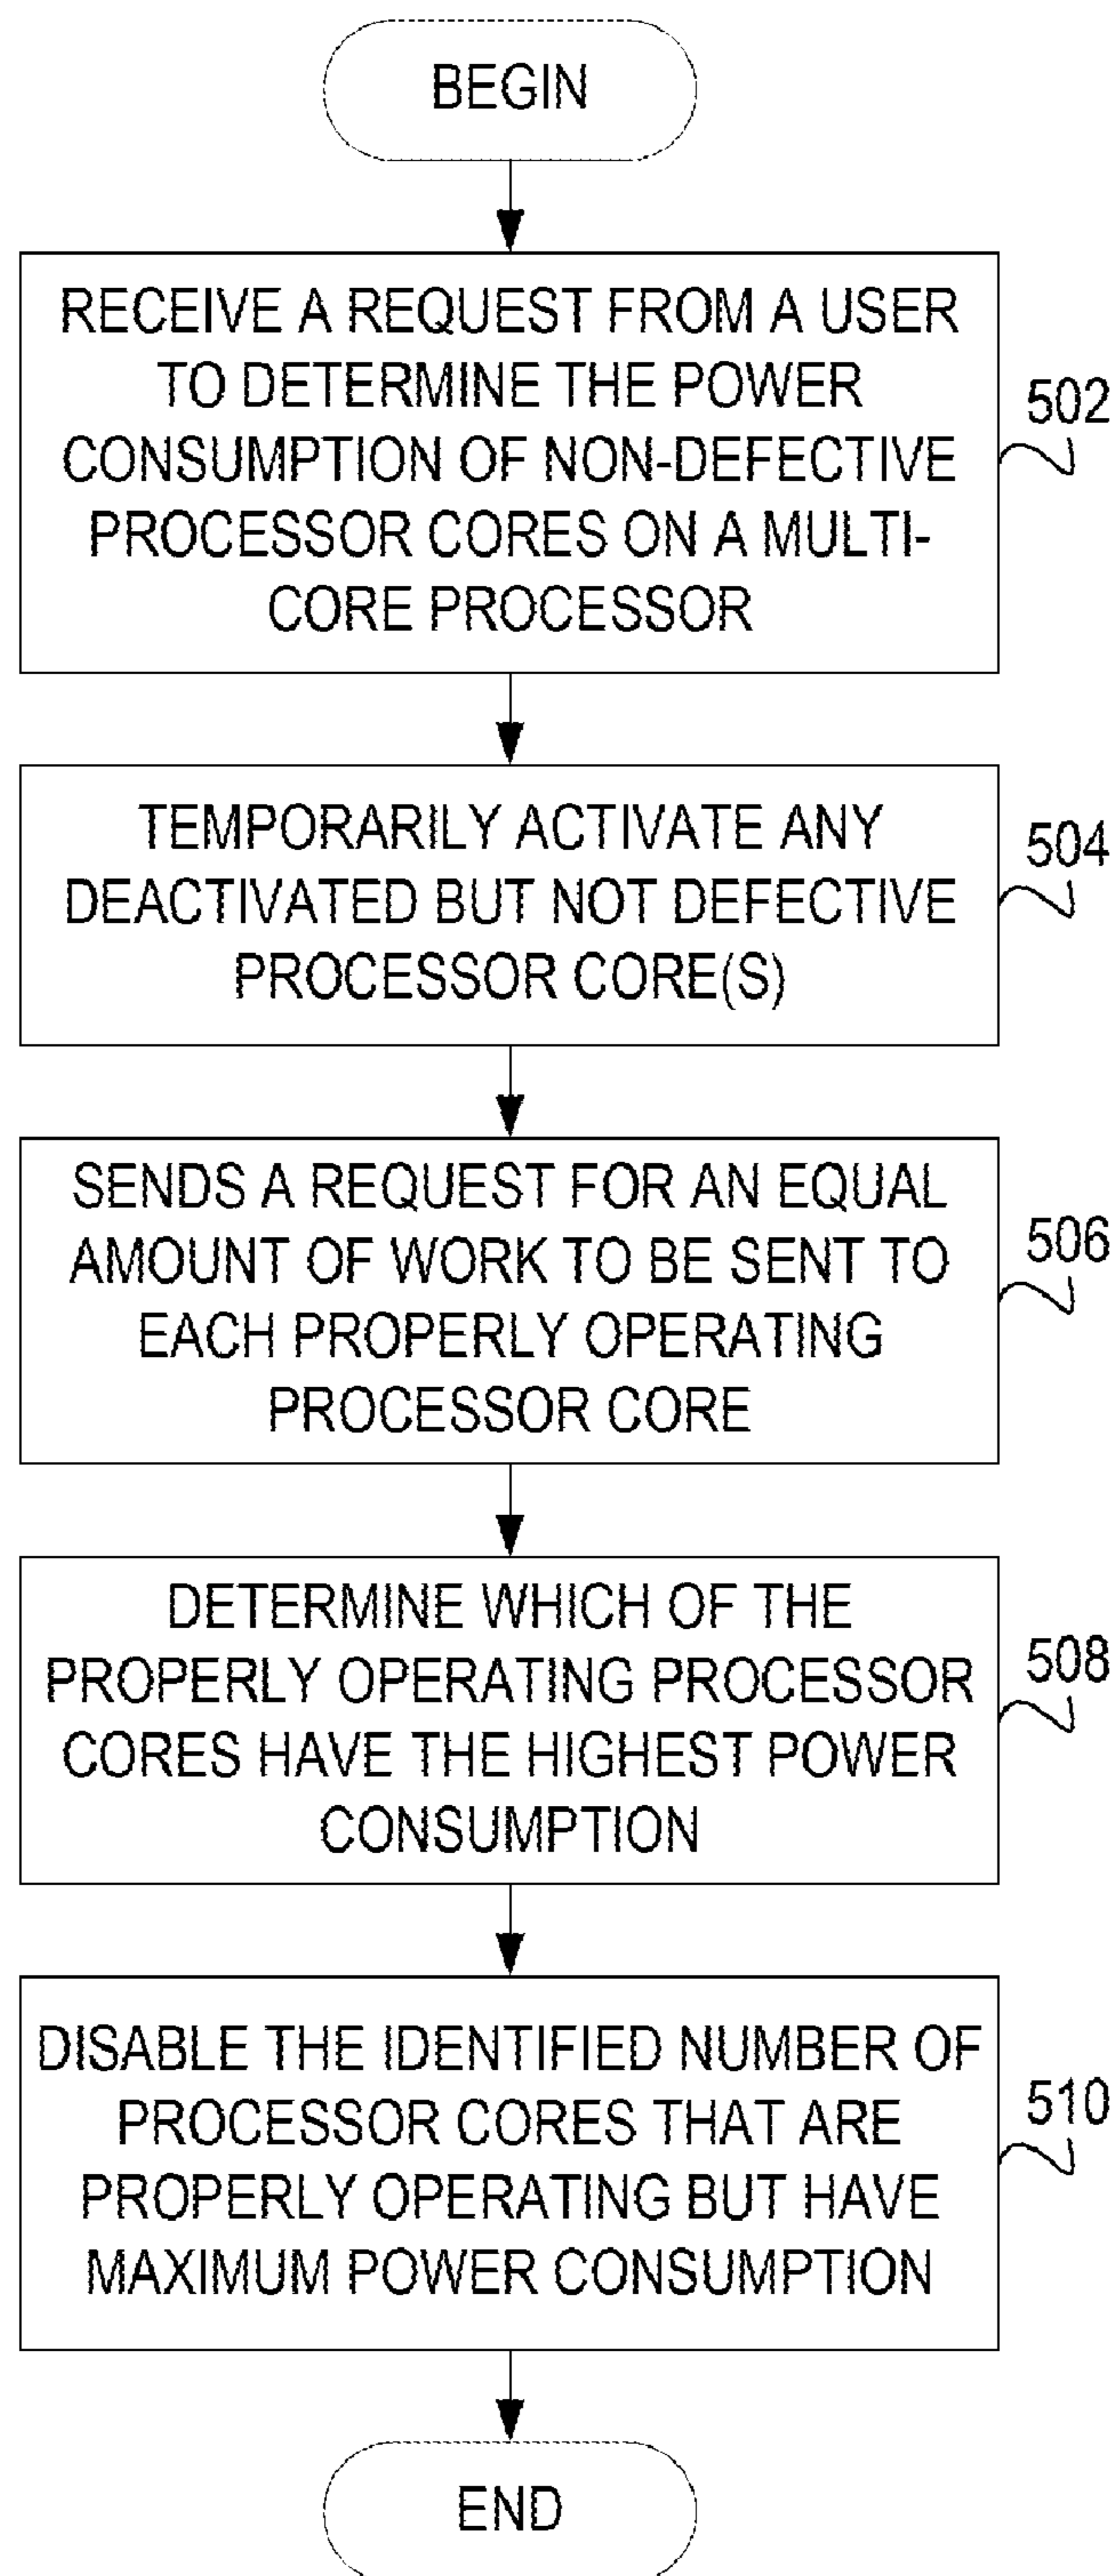 BEGIN
RECEIVE A REQUEST FROM A USER
TO DETERMINE THE POWER
CONSUMPTION OF NON-DEFECTIVE
PROCESSOR CORES ON A MULTI-
CORE PROCESSOR
502
TEMPORARILY ACTIVATE ANY
DEACTIVATED BUT NOT DEFECTIVE
PROCESSOR CORE(S)
504
SENDS A REQUEST FOR AN EQUAL
AMOUNT OF WORK TO BE SENT TO
EACH PROPERLY OPERATING
PROCESSOR CORE
506
DETERMINE WHICH OF THE
PROPERLY OPERATING PROCESSOR
CORES HAVE THE HIGHEST POWER
CONSUMPTION
508
DISABLE THE IDENTIFIED NUMBER OF
PROCESSOR CORES THAT ARE
PROPERLY OPERATING BUT HAVE
MAXIMUM POWER CONSUMPTION
510
END